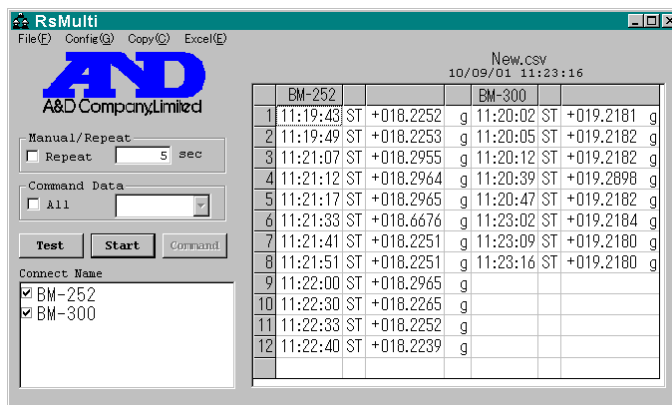 RsMulti
File(F) Config(G) Copy(C) Excel(E)
AND
A&D Company,Limited
Manual/Repeat
Repeat 5 sec
Command Data
All
Test Start Command
Connect Name
BM-252
BM-300
New.csv
10/09/01 11:23:16
BM-252 BM-300
1 11:19:43 ST +018.2252 g 11:20:02 ST +019.2181 g
2 11:19:49 ST +018.2253 g 11:20:05 ST +019.2182 g
3 11:21:07 ST +018.2955 g 11:20:12 ST +019.2182 g
4 11:21:12 ST +018.2964 g 11:20:39 ST +019.2898 g
5 11:21:17 ST +018.2965 g 11:20:47 ST +019.2182 g
6 11:21:33 ST +018.6676 g 11:23:02 ST +019.2184 g
7 11:21:41 ST +018.2251 g 11:23:09 ST +019.2180 g
8 11:21:51 ST +018.2251 g 11:23:16 ST +019.2180 g
9 11:22:00 ST +018.2965 g
10 11:22:30 ST +018.2265 g
11 11:22:33 ST +018.2252 g
12 11:22:40 ST +018.2239 g